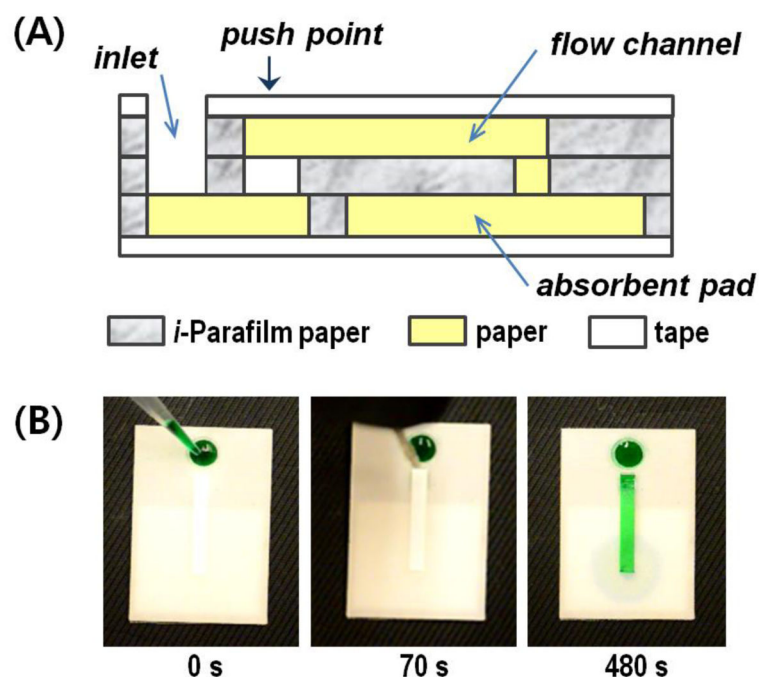 (A)
push point
inlet
flow channel
absorbent pad
i-Parafilm paper
paper
tape
(B)
0 s
70 s
480 s